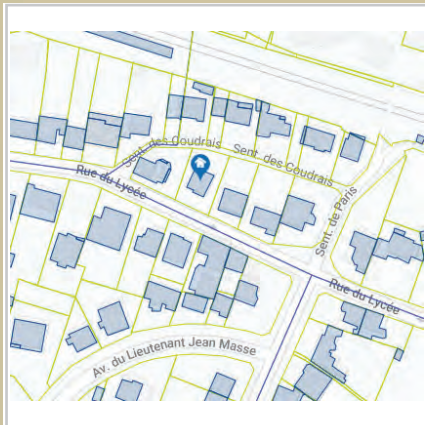 Sent. des Coudrais
Sent. des Coudrais
Rue du Lycée
Sent. de Paris
Rue du Lycée
Av. du Lieutenant Jean Masse